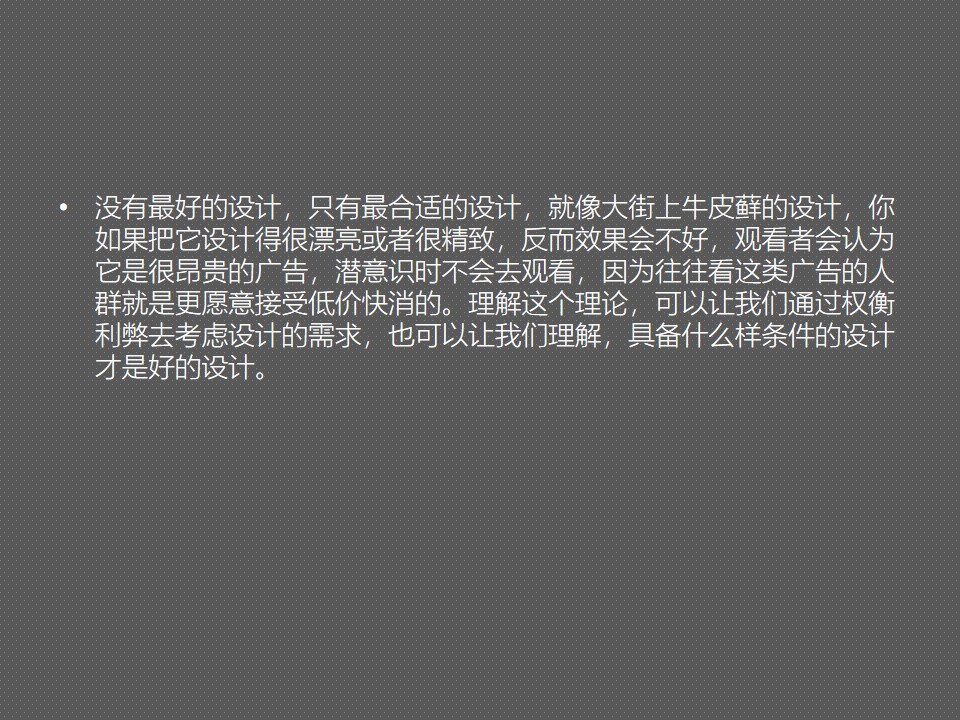 • 没有最好的设计，只有最合适的设计，就像大街上牛皮藓的设计，你
如果把它设计得很漂亮或者很精致，反而效果会不好，观看者会认为
它是很昂贵的广告，潜意识时不会去观看，因为往往看这类广告的人
群就是更愿意接受低价快消的。理解这个理论，可以让我们通过权衡
利弊去考虑设计的需求，也可以让我们理解，具备什么样条件的设计
才是好的设计。